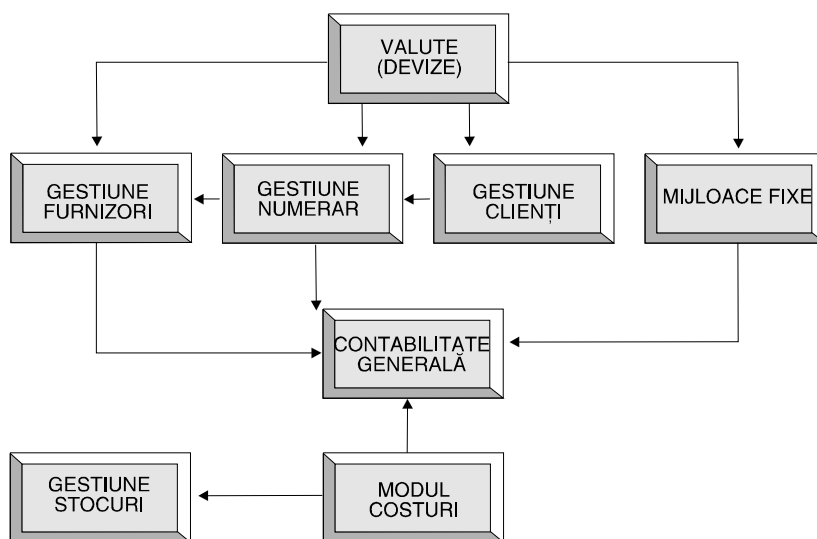 VALUTE
(DEVIZE)
GESTIUNE
FURNIZORI
GESTIUNE
NUMERAR
GESTIUNE
CLIENȚI
MIJLOACE FIXE
CONTABILITATE
GENERALĂ
GESTIUNE
STOCURI
MODUL
COSTURI